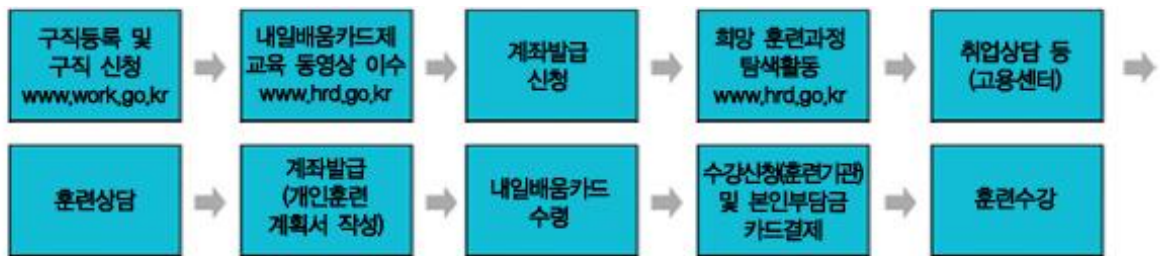 구직등록 및
구직 신청
www.work.go.kr
내일배움카드제
교육 동영상 이수
www.hrd.go.kr
계좌발급
신청
희망 훈련과정
탐색활동
www.hrd.go.kr
취업상담 등
(고용센터)
훈련상담
계좌발급
(개인훈련
계획서 작성)
내일배움카드
수령
수강신청(훈련기관)
및 본인부담금
카드결제
훈련수강